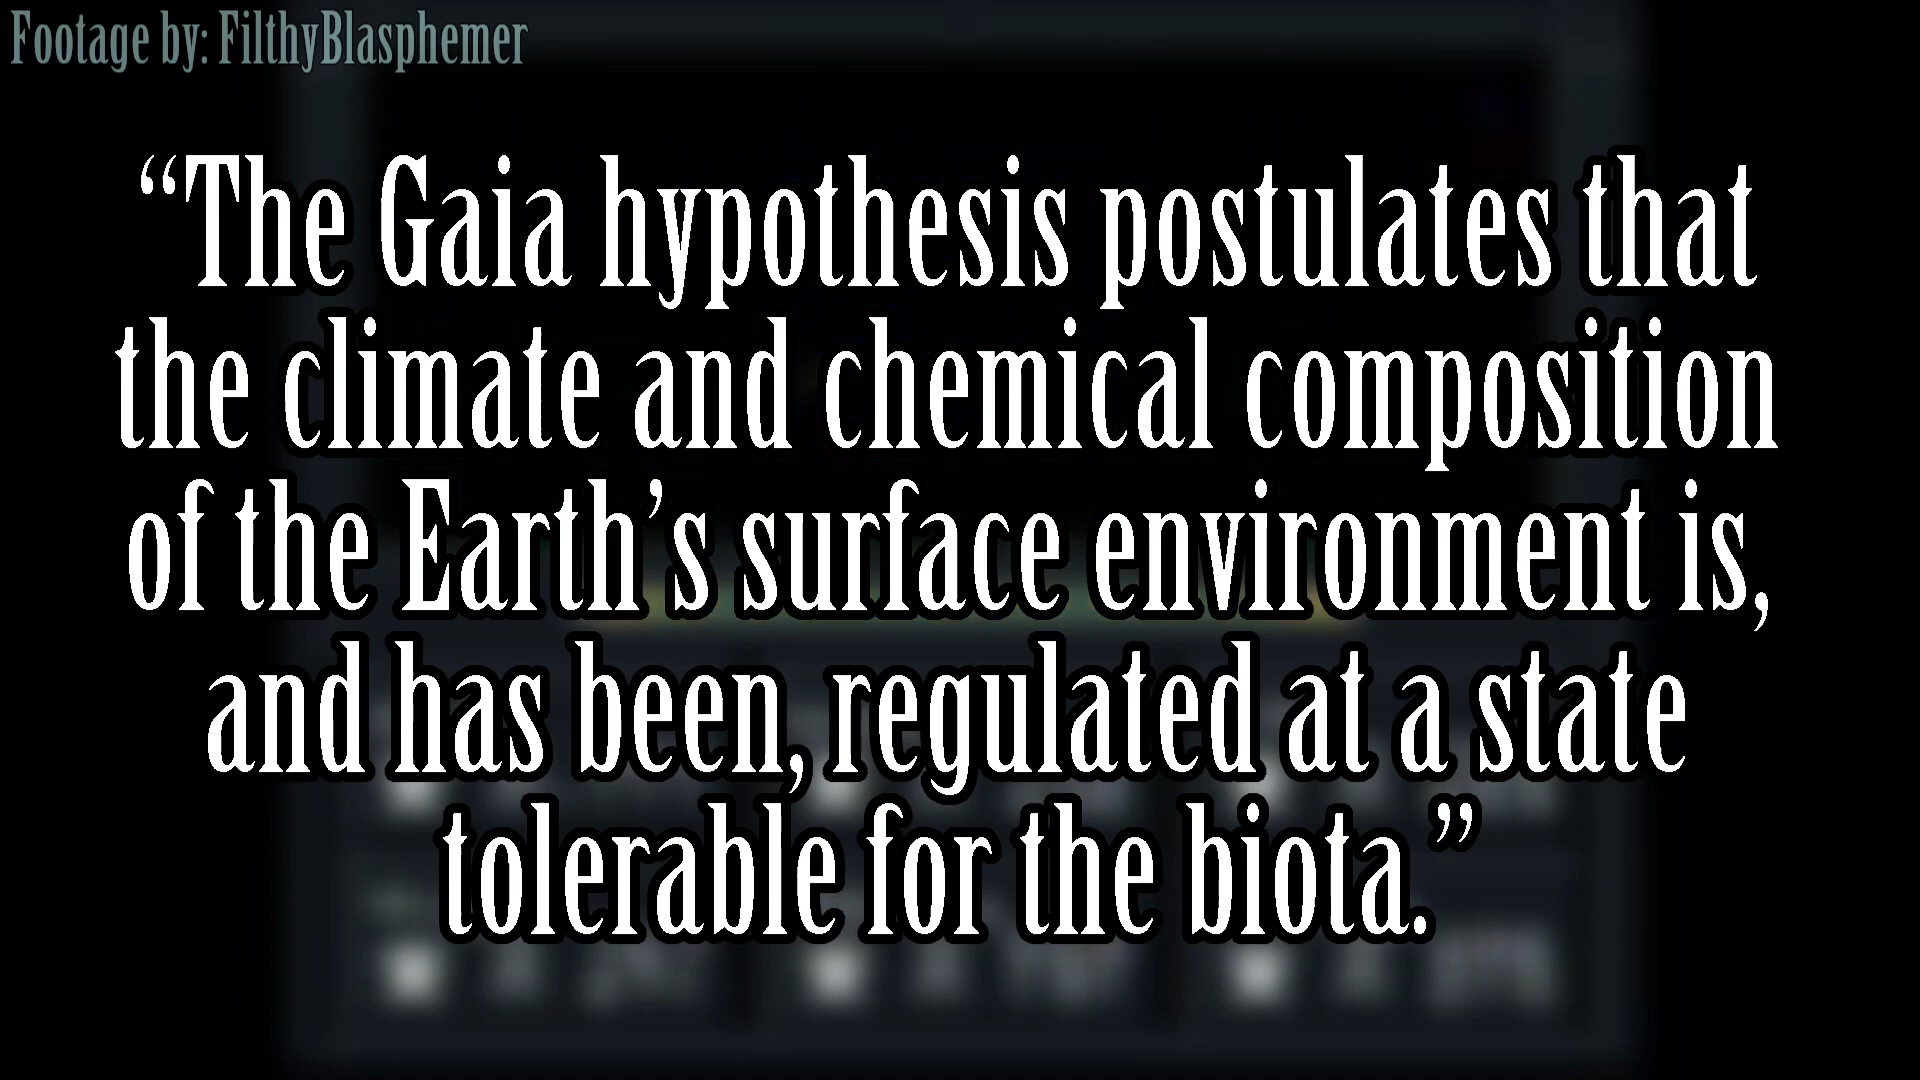 Footage by: FilthyBlasphemer
“The Gaia hypothesis postulates that
the climate and chemical composition
of the Earth’s surface environment is,
and has been, regulated at a state
tolerable for the biota.”